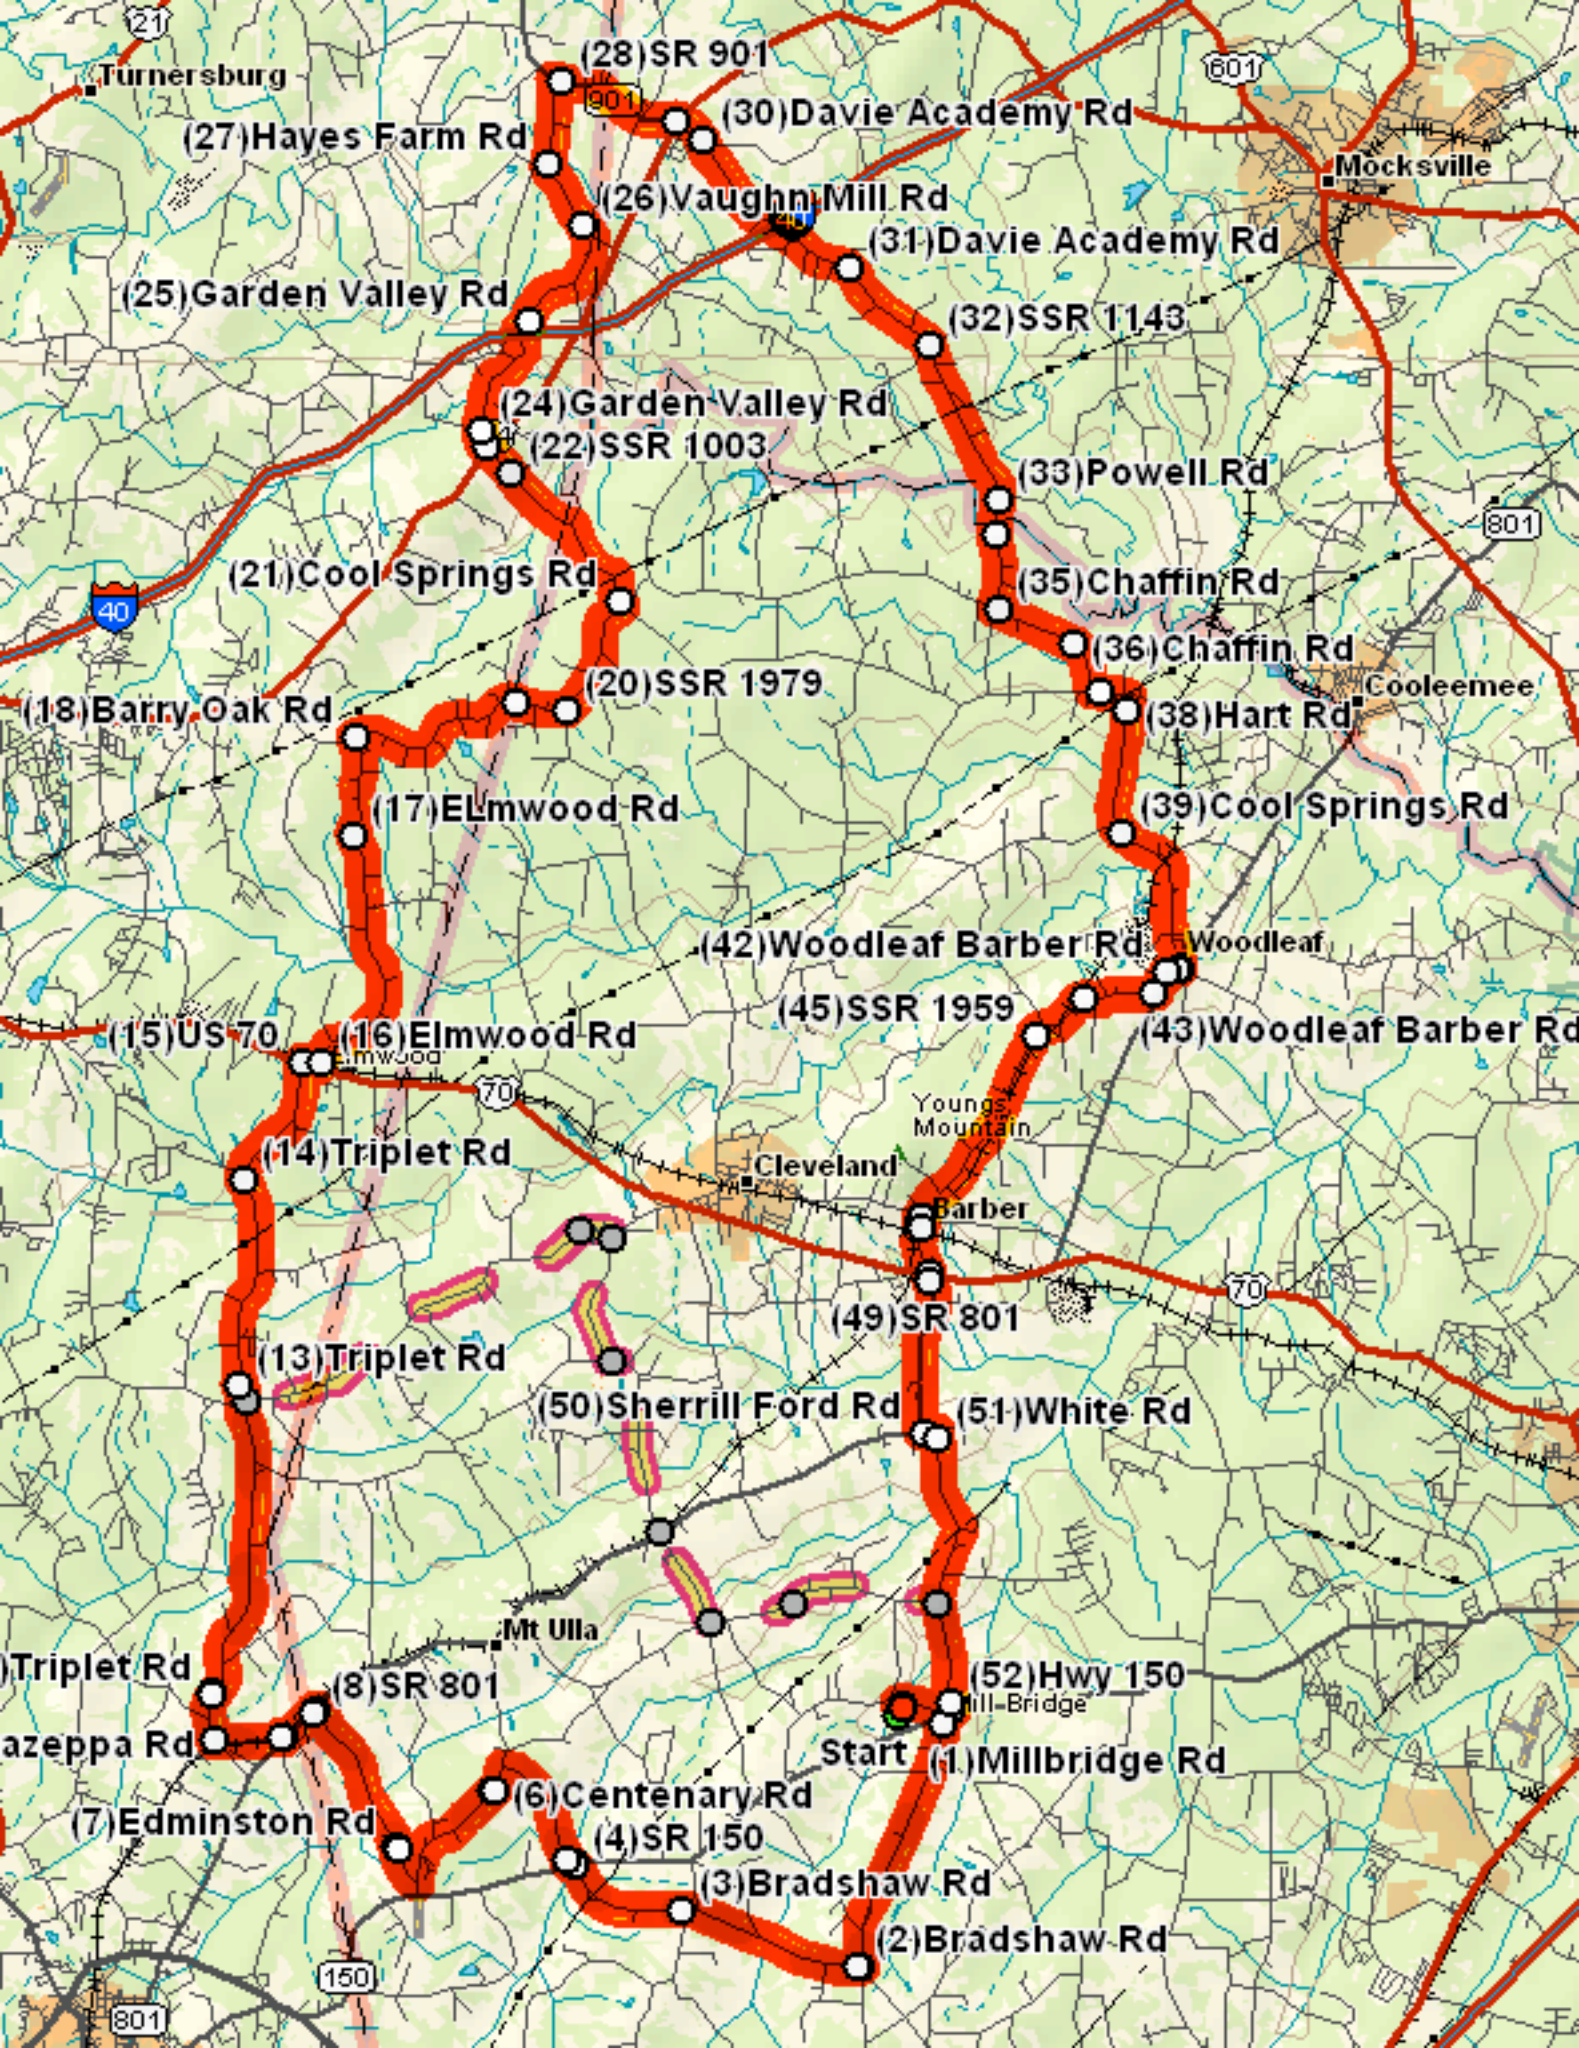 21
(28)SR 901
601
Turnersburg
901
(30)Davie Academy Rd
(27)Hayes Farm Rd
Mocksville
(26)Vaughn Mill Rd
40
(31)Davie Academy Rd
(25)Garden Valley Rd
(32)SSR 1143
(24)Garden Valley Rd
(22)SSR 1003
(33)Powell Rd
801
(21)Cool Springs Rd
(35)Chaffin Rd
40
(36)Chaffin Rd
(20)SSR 1979
Cooleemee
(18)Barry Oak Rd
(38)Hart Rd
(17)ELmwood Rd
(39)Cool Springs Rd
(42)Woodleaf Barber Rd
Woodleaf
(45)SSR 1959
(43)Woodleaf Barber Rd
(15)US 70
(16)Elmwood Rd
Elmwood
70
Youngs
Mountain
(14)Triplet Rd
Cleveland
Barber
70
(49)SR 801
(13)Triplet Rd
(50)Sherrill Ford Rd
(51)White Rd
Mt Ulla
)Triplet Rd
(8)SR 801
(52)Hwy 150
Mill Bridge
azeppa Rd
Start
(1)Millbridge Rd
(6)Centenary Rd
(7)Edminston Rd
(4)SR 150
(3)Bradshaw Rd
(2)Bradshaw Rd
150
801